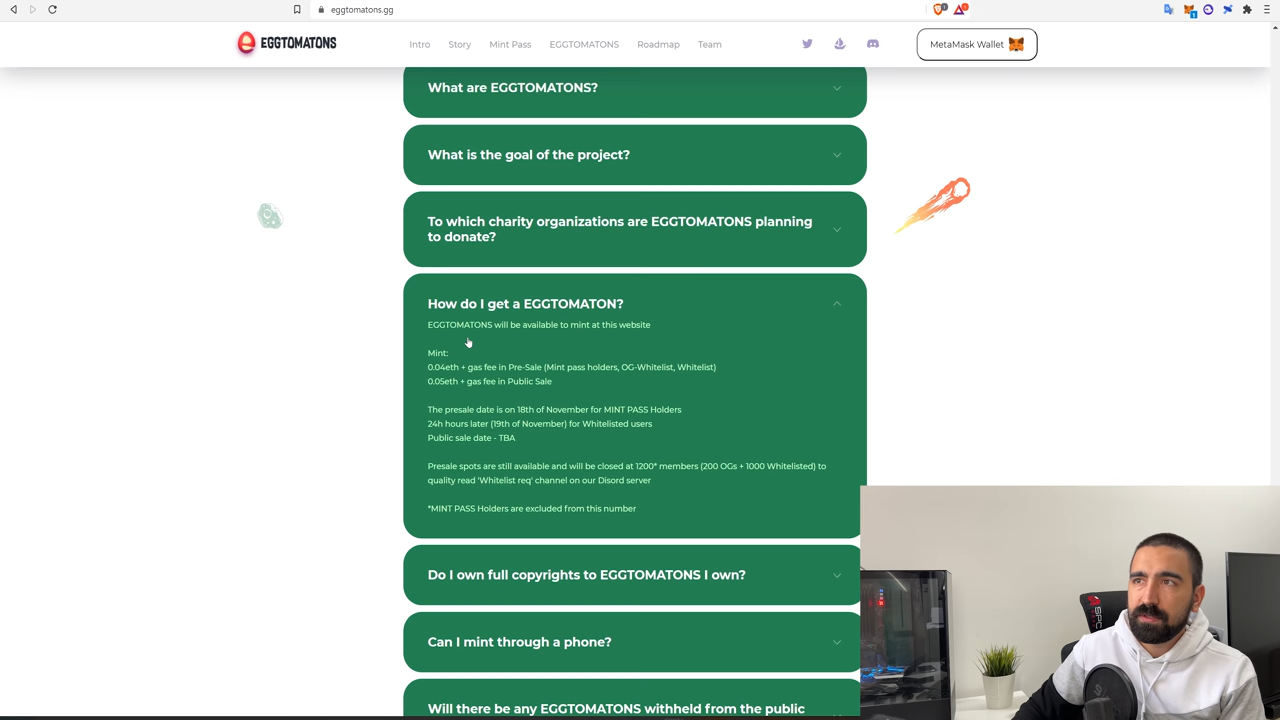 eggtomatons.gg
EGGTOMATONS
Intro
Story
Mint Pass
EGGTOMATONS
Roadmap
Team
MetaMask Wallet
What are EGGTOMATONS?
What is the goal of the project?
To which charity organizations are EGGTOMATONS planning
to donate?
How do I get a EGGTOMATON?
EGGTOMATONS will be available to mint at this website
Mint:
0.04eth + gas fee in Pre-Sale (Mint pass holders, OG-Whitelist, Whitelist)
0.05eth + gas fee in Public Sale
The presale date is on 18th of November for MINT PASS Holders
24h hours later (19th of November) for Whitelisted users
Public sale date - TBA
Presale spots are still available and will be closed at 1200* members (200 OGs + 1000 Whitelisted) to
quality read 'Whitelist req' channel on our Disord server
*MINT PASS Holders are excluded from this number
Do I own full copyrights to EGGTOMATONS I own?
Can I mint through a phone?
Will there be any EGGTOMATONS withheld from the public